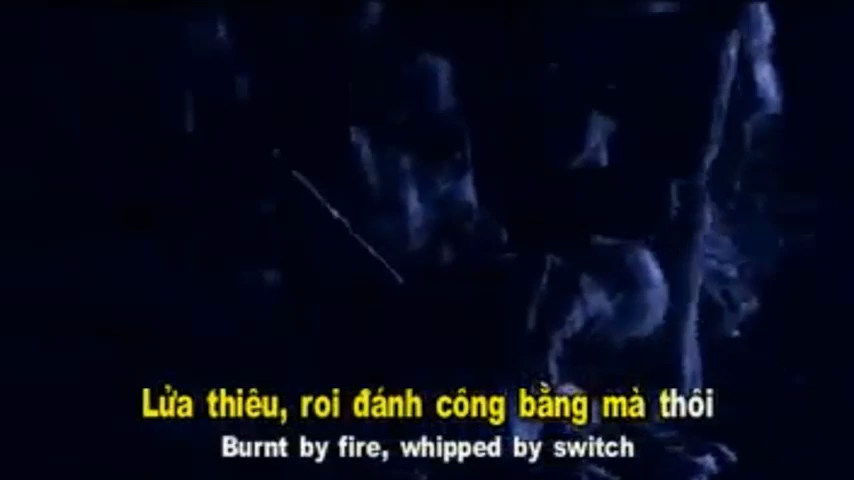 Lửa thiêu, roi đánh công bằng mà thôi
Burnt by fire, whipped by switch